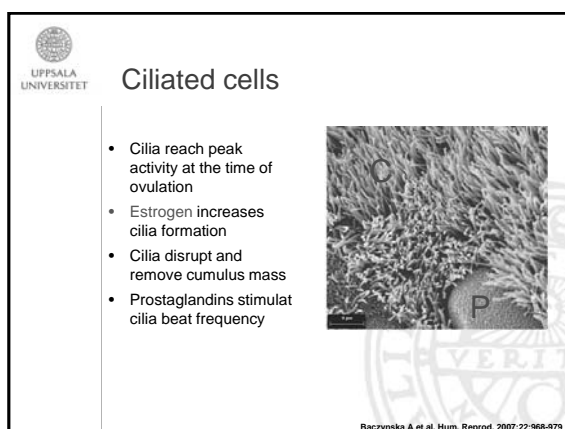 UPPSALA
UNIVERSITET
Ciliated cells
• Cilia reach peak
activity at the time of
ovulation
• Estrogen increases
cilia formation
• Cilia disrupt and
remove cumulus mass
• Prostaglandins stimulat
cilia beat frequency
C
P
VERIT
Baczynska A et al. Hum. Reprod. 2007;22:968-979